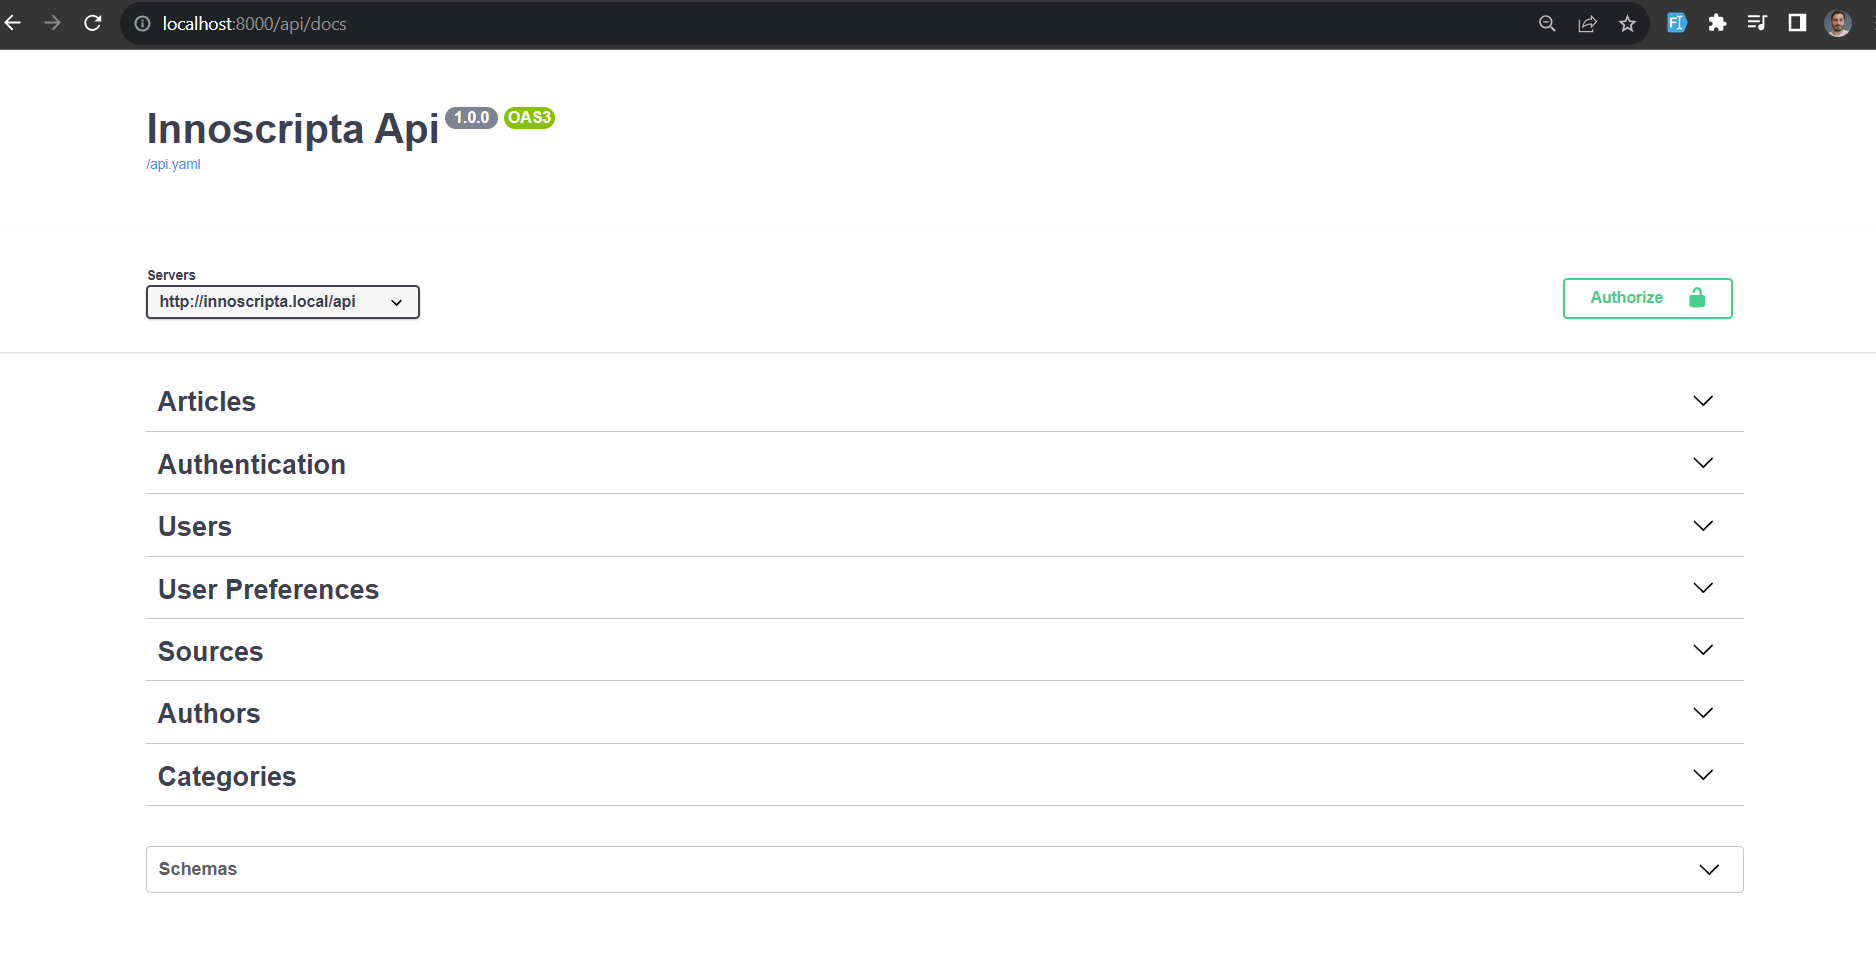 localhost:8000/api/docs
Innoscripta Api 1.0.0 OAS3
/api.yaml
Servers
http://innoscripta.local/api
Authorize
Articles
Authentication
Users
User Preferences
Sources
Authors
Categories
Schemas